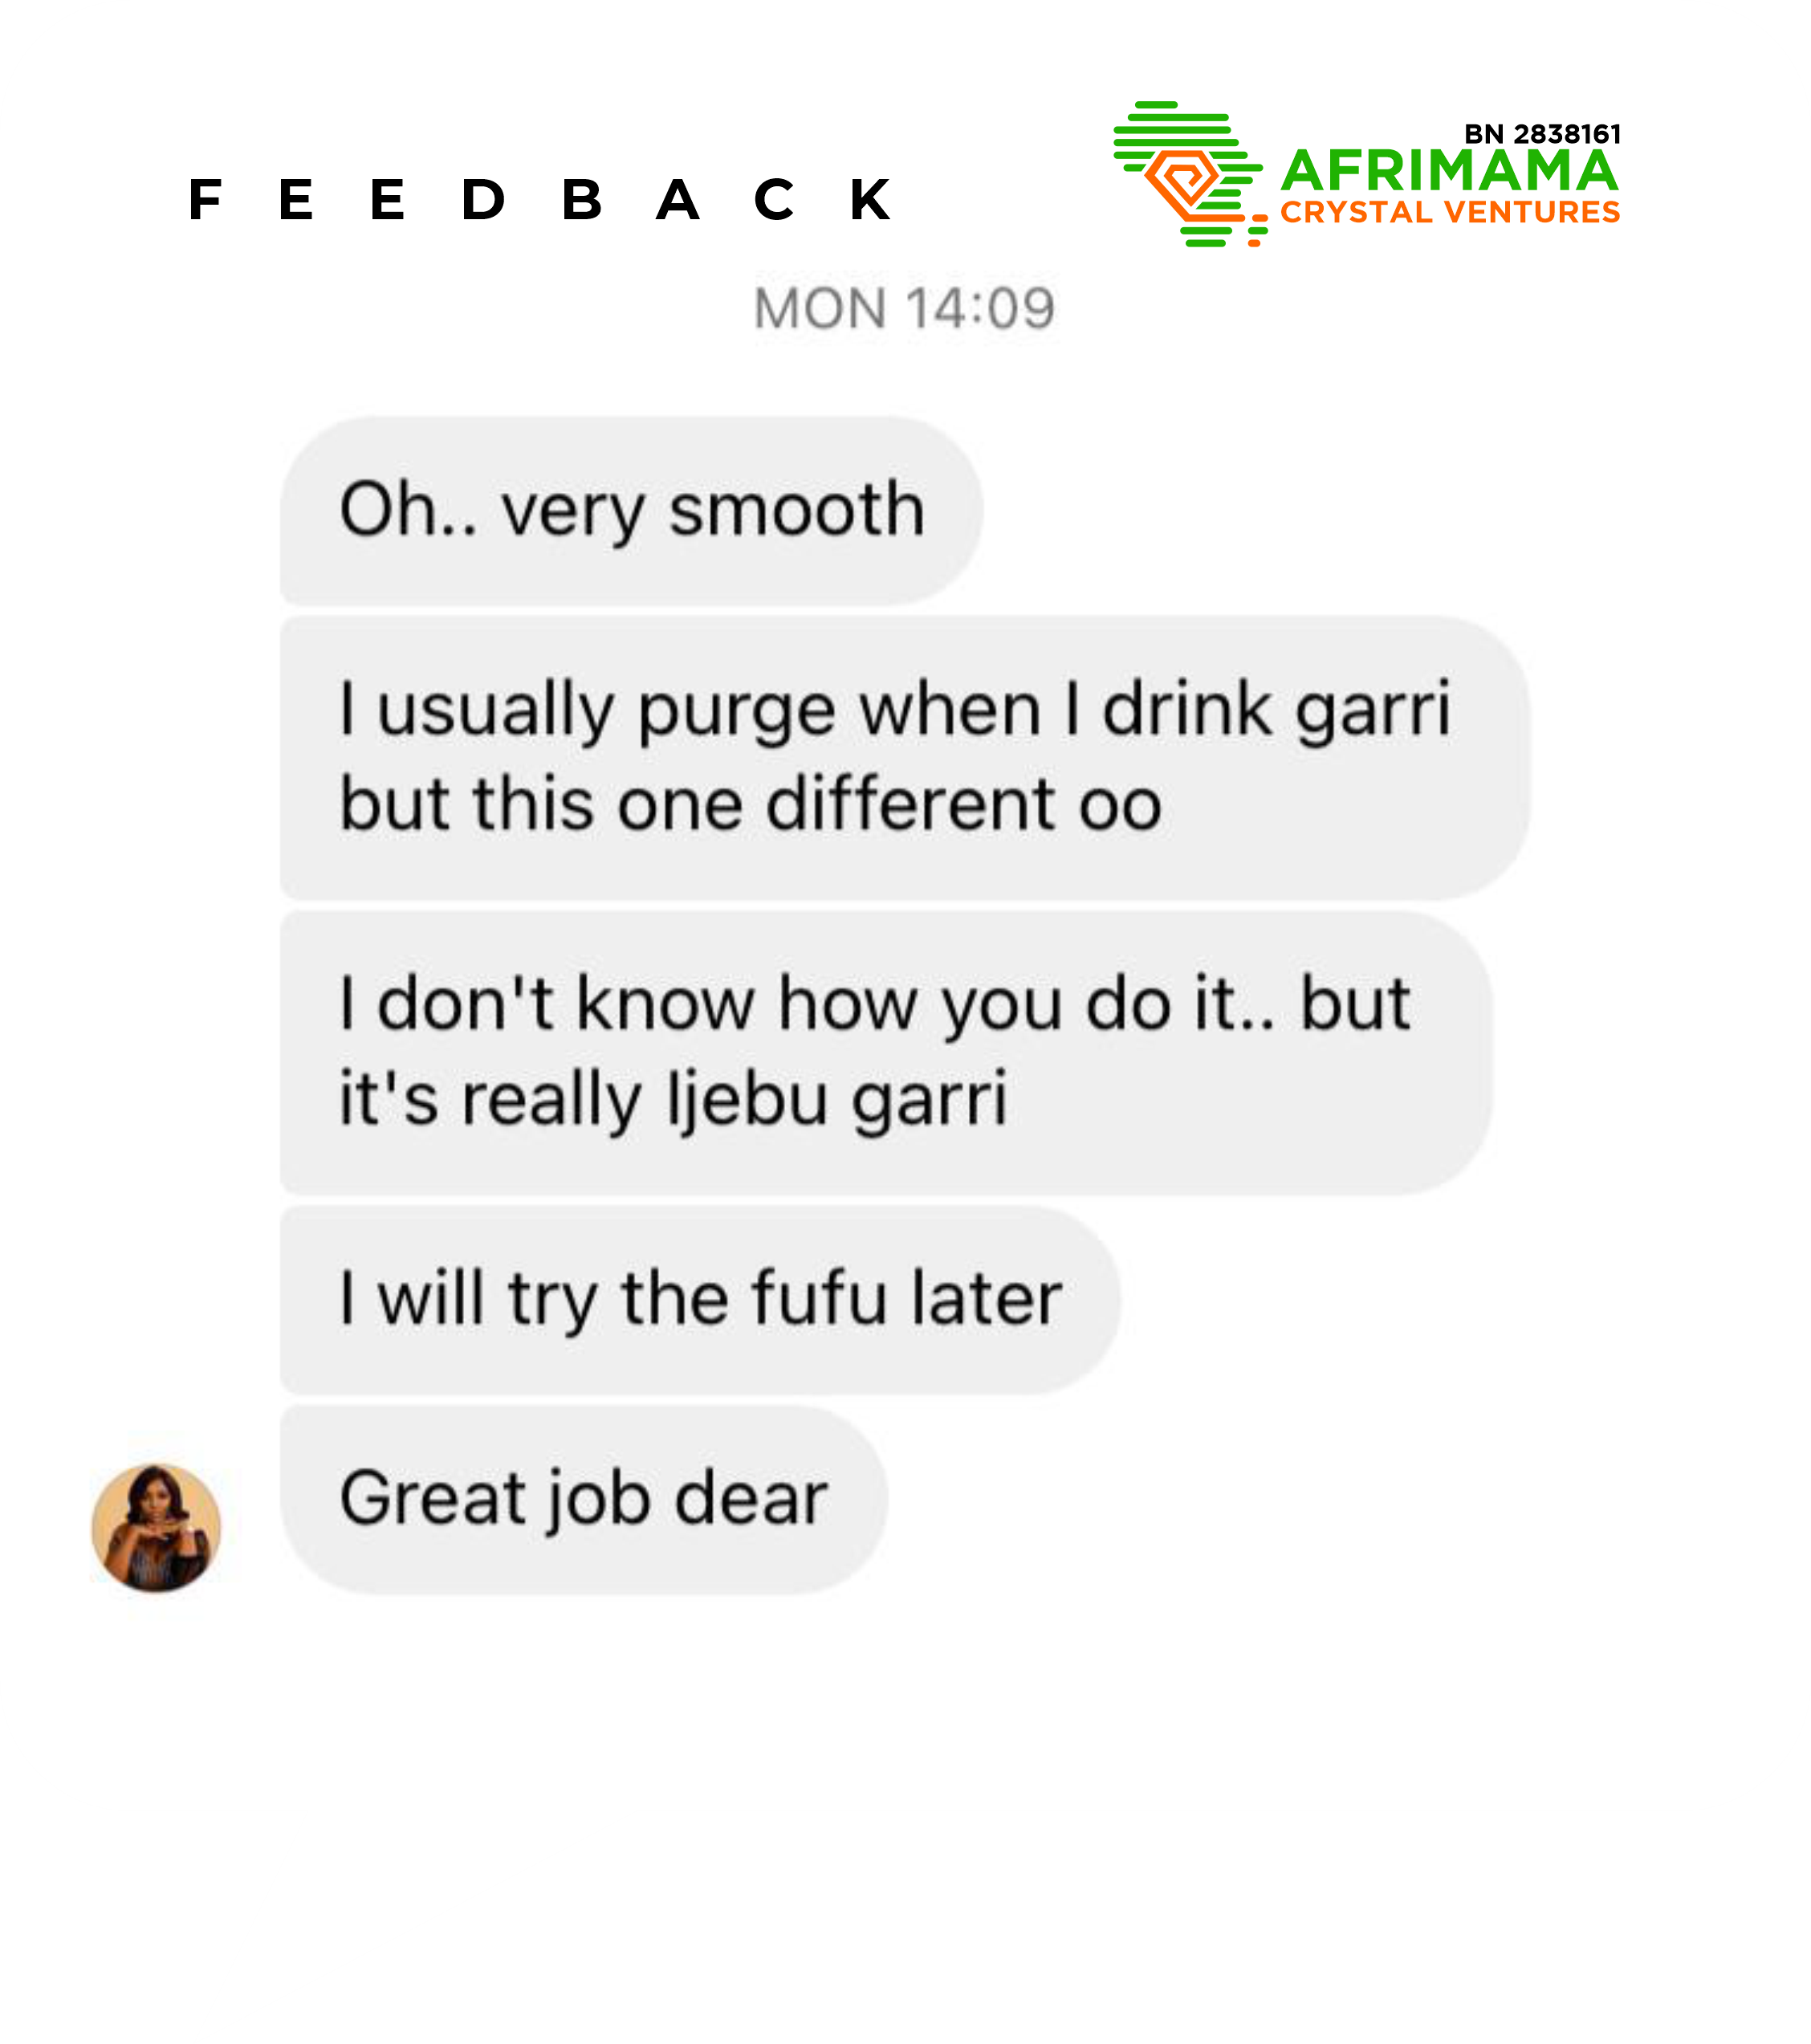 FEEDBACK
BN 2838161
AFRIMAMA
CRYSTAL VENTURES
MON 14:09
Oh.. very smooth
I usually purge when I drink garri
but this one different oo
I don't know how you do it.. but
it's really Ijebu garri
I will try the fufu later
Great job dear